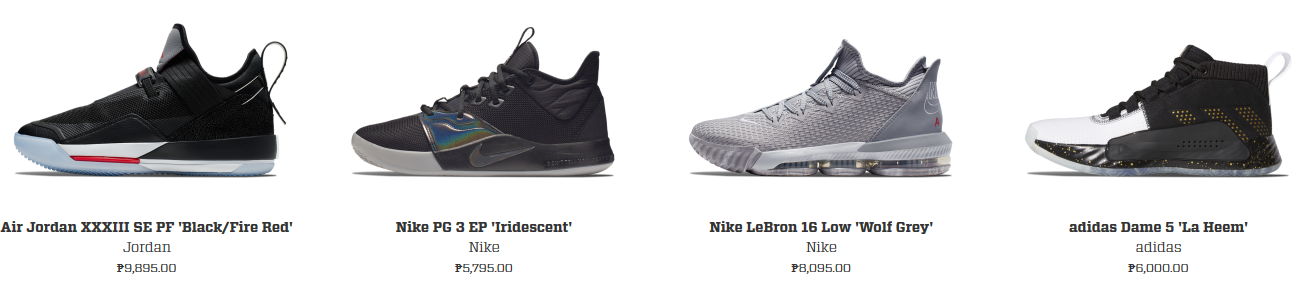 Air Jordan XXXIII SE PF 'Black/Fire Red'
Jordan
₱9,895.00
Nike PG 3 EP 'Iridescent'
Nike
₱5,795.00
Nike LeBron 16 Low 'Wolf Grey'
Nike
₱8,095.00
adidas Dame 5 'La Heem'
adidas
₱6,000.00